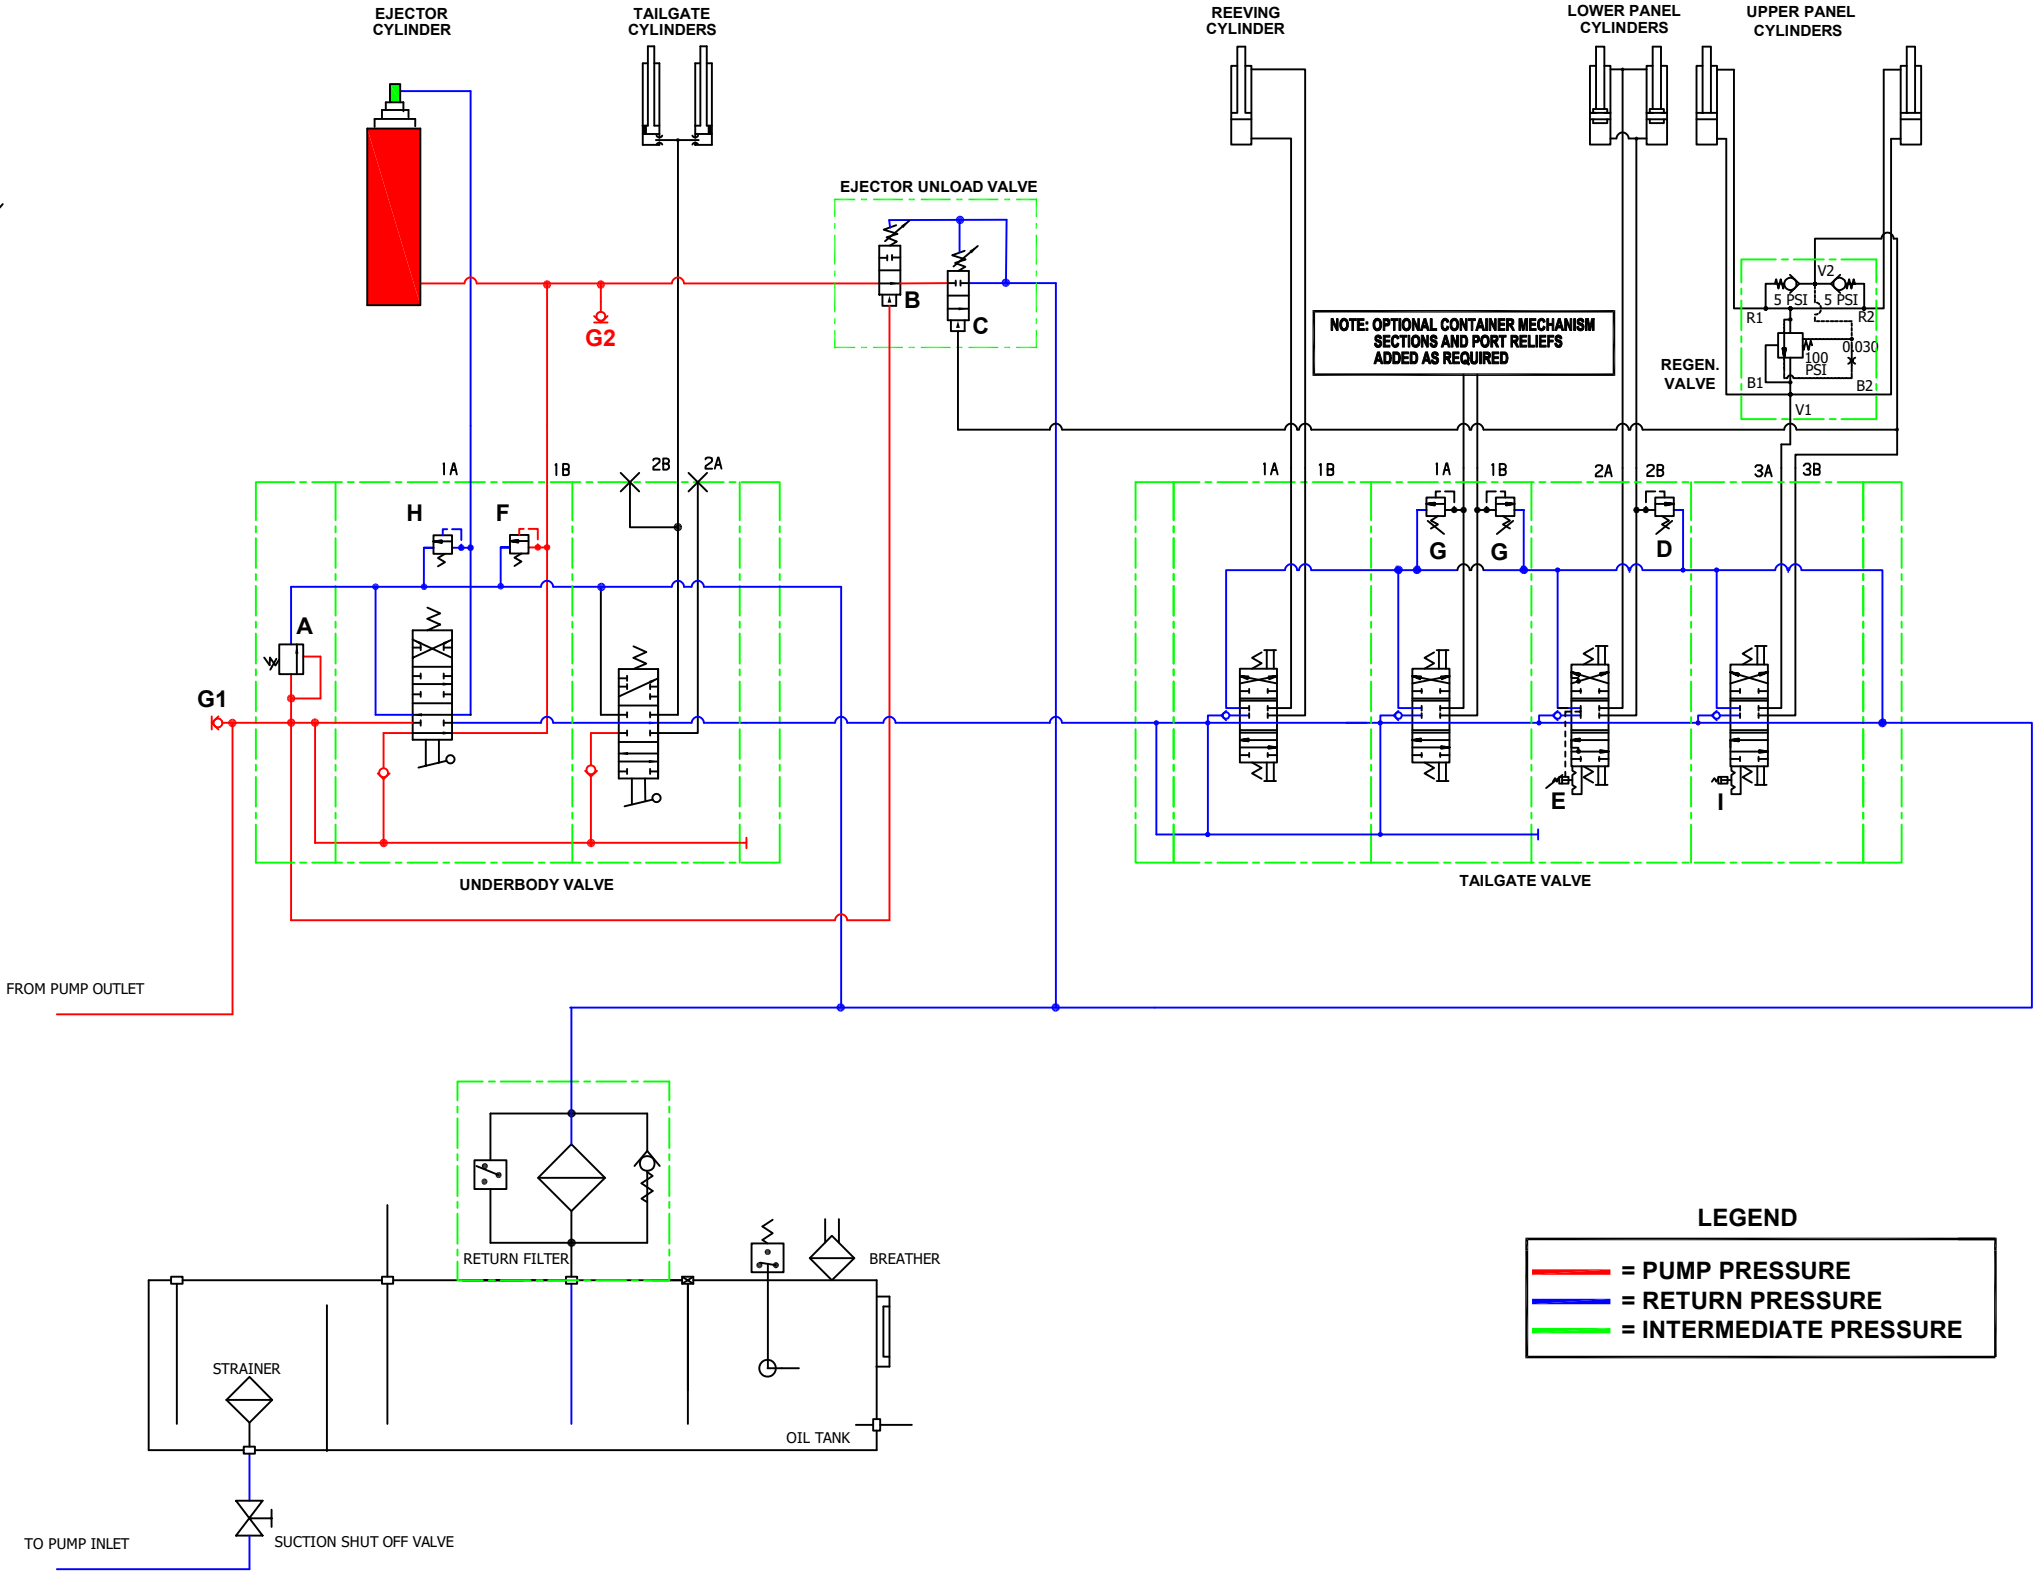 EJECTOR
CYLINDER
TAILGATE
CYLINDERS
REEVING
CYLINDER
LOWER PANEL
CYLINDERS
UPPER PANEL
CYLINDERS
EJECTOR UNLOAD VALVE
B
C
G2
NOTE: OPTIONAL CONTAINER MECHANISM
SECTIONS AND PORT RELIEFS
ADDED AS REQUIRED
V2
5 PSI
5 PSI
R1
R2
0.030
100
PSI
REGEN.
VALVE
B1
B2
V1
1A
1B
2B
2A
1A
1B
1A
1B
2A
2B
3A
3B
H
F
G
G
D
A
G1
E
I
UNDERBODY VALVE
TAILGATE VALVE
FROM PUMP OUTLET
RETURN FILTER
BREATHER
STRAINER
OIL TANK
TO PUMP INLET
SUCTION SHUT OFF VALVE
LEGEND
= PUMP PRESSURE
= RETURN PRESSURE
= INTERMEDIATE PRESSURE